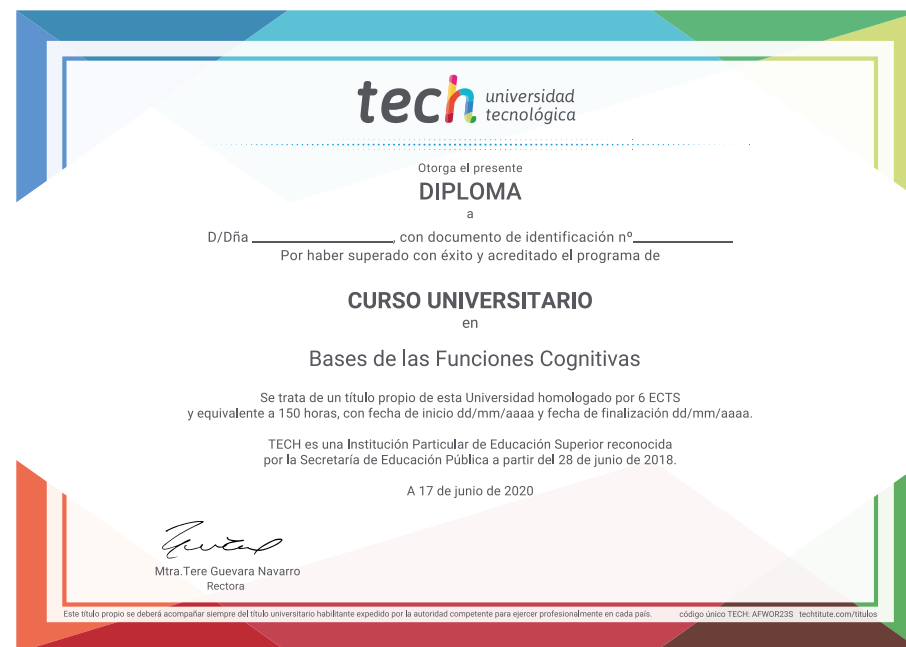 tech universidad
tecnológica
Otorga el presente
DIPLOMA
a
D/Dña ____________________, con documento de identificación nº______________
Por haber superado con éxito y acreditado el programa de
CURSO UNIVERSITARIO
en
Bases de las Funciones Cognitivas
Se trata de un título propio de esta Universidad homologado por 6 ECTS
y equivalente a 150 horas, con fecha de inicio dd/mm/aaaa y fecha de finalización dd/mm/aaaa.
TECH es una Institución Particular de Educación Superior reconocida
por la Secretaría de Educación Pública a partir del 28 de junio de 2018.
A 17 de junio de 2020
Mtra.Tere Guevara Navarro
Rectora
Este título propio se deberá acompañar siempre del título universitario habilitante expedido por la autoridad competente para ejercer profesionalmente en cada país. código único TECH: AFWOR23S techtitute.com/títulos